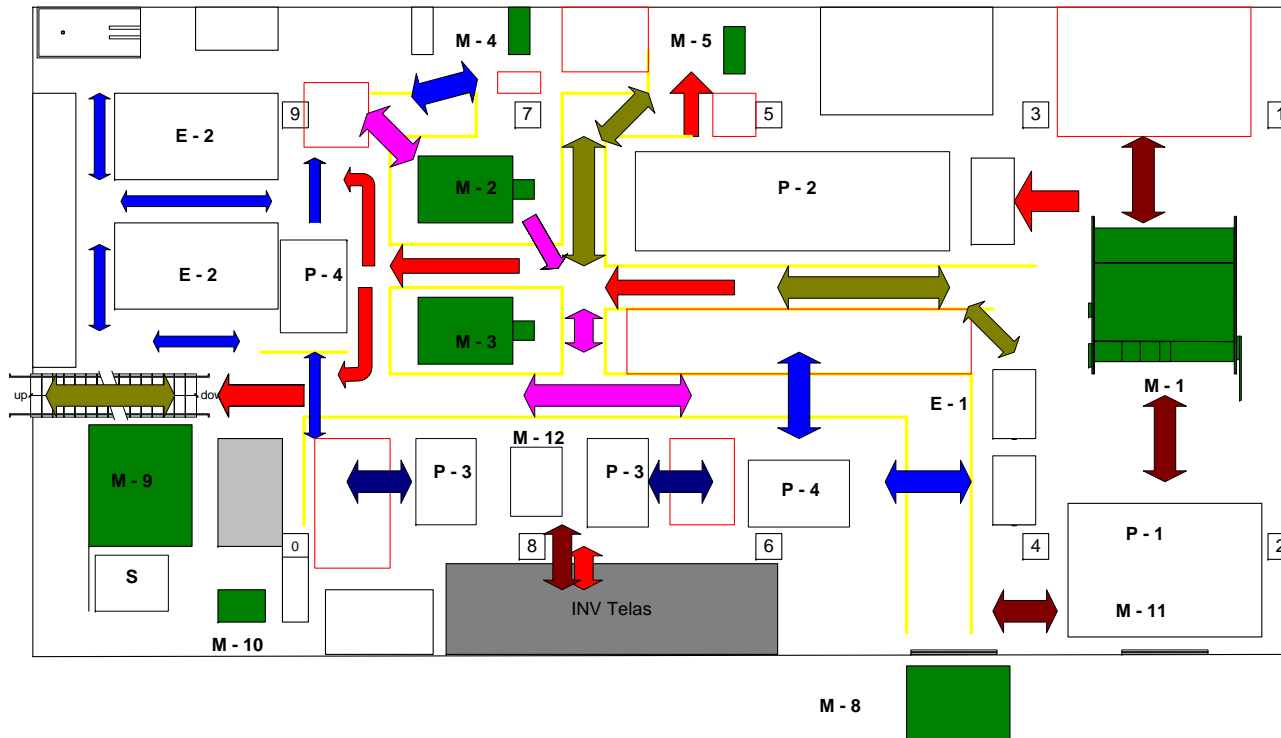 M - 4
M - 5
9
7
5
3
1
E - 2
M - 2
P - 2
E - 2
P - 4
M - 3
up
dow
M - 1
E - 1
M - 12
M - 9
P - 3
P - 3
P - 4
P - 1
0
8
6
4
2
S
INV Telas
M - 11
M - 10
M - 8